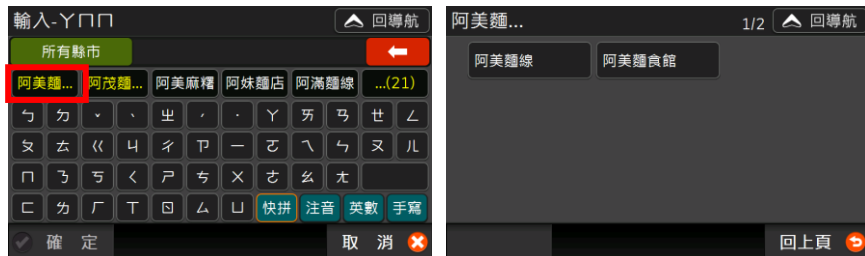 輸入-ㄚㄇㄇ
回導航
所有縣市
阿美麵... 阿茂麵... 阿美麻糬 阿妹麵店 阿滿麵線 ...(21)
ㄅ ㄉ ˇ ˋ ㄓ ˊ ˙ ㄚ ㄞ ㄢ ㄝ ㄥ
ㄆ ㄊ ㄍ ㄐ ㄔ ㄗ ㄧ ㄛ ㄟ ㄣ ㄡ ㄦ
ㄇ ㄋ ㄎ ㄑ ㄕ ㄘ ㄨ ㄜ ㄠ ㄤ
ㄈ ㄌ ㄏ ㄒ ㄖ ㄙ ㄩ 快拼 注音 英數 手寫
確 定
取 消
阿美麵...
1/2
回導航
阿美麵線 阿美麵食館
回上頁